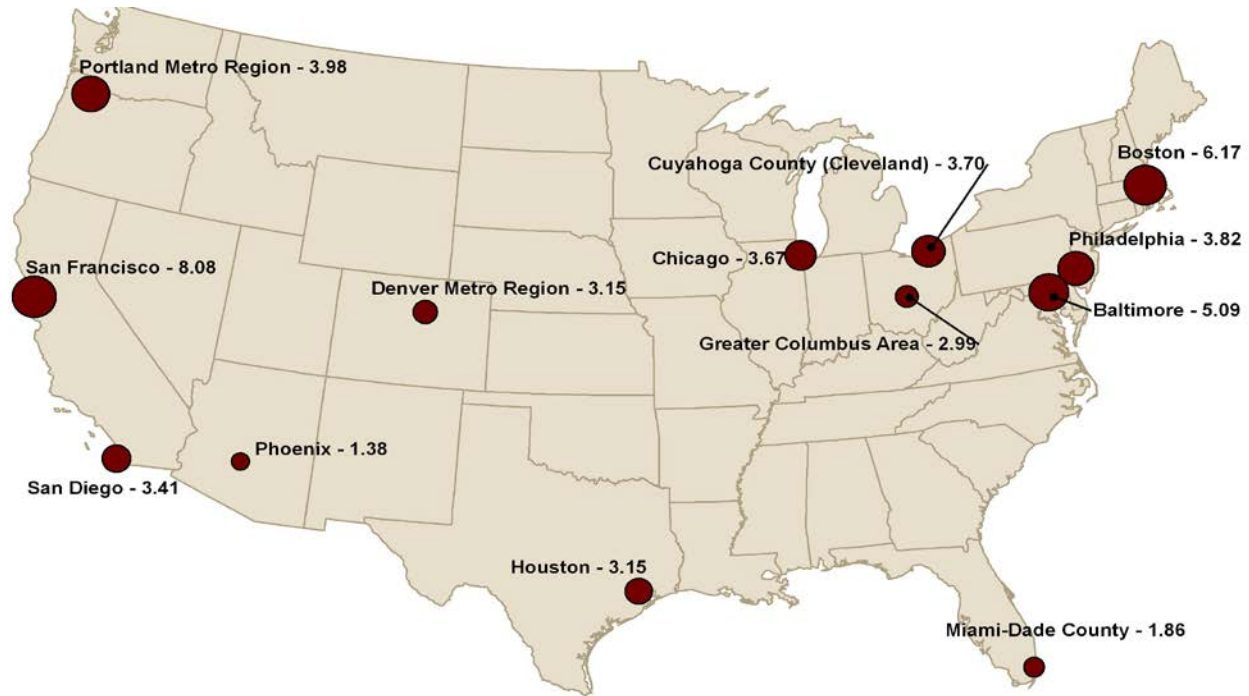 Portland Metro Region - 3.98
Cuyahoga County (Cleveland) - 3.70
Boston - 6.17
Philadelphia - 3.82
Chicago - 3.67
San Francisco - 8.08
Denver Metro Region - 3.15
Baltimore - 5.09
Greater Columbus Area - 2.99
Phoenix - 1.38
San Diego - 3.41
Houston - 3.15
Miami-Dade County - 1.86